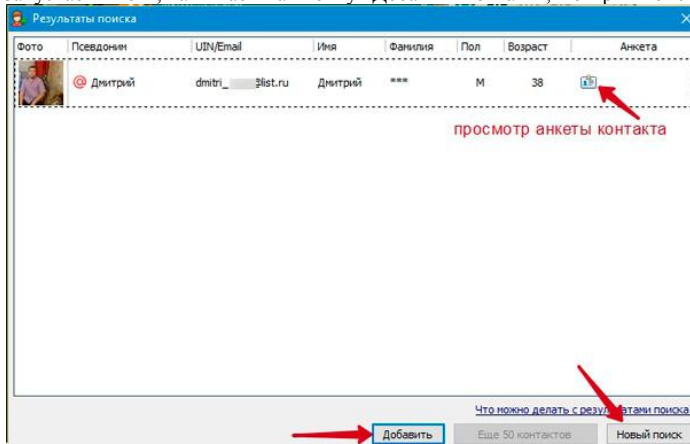 Результаты поиска
Фото Псевдоним UIN/Email Имя Фамилия Пол Возраст Анкета
@ Дмитрий dmitri_ @list.ru Дмитрий *** М 38
просмотр анкеты контакта
Что можно делать с результатами поиска
Добавить Еще 50 контактов Новый поиск